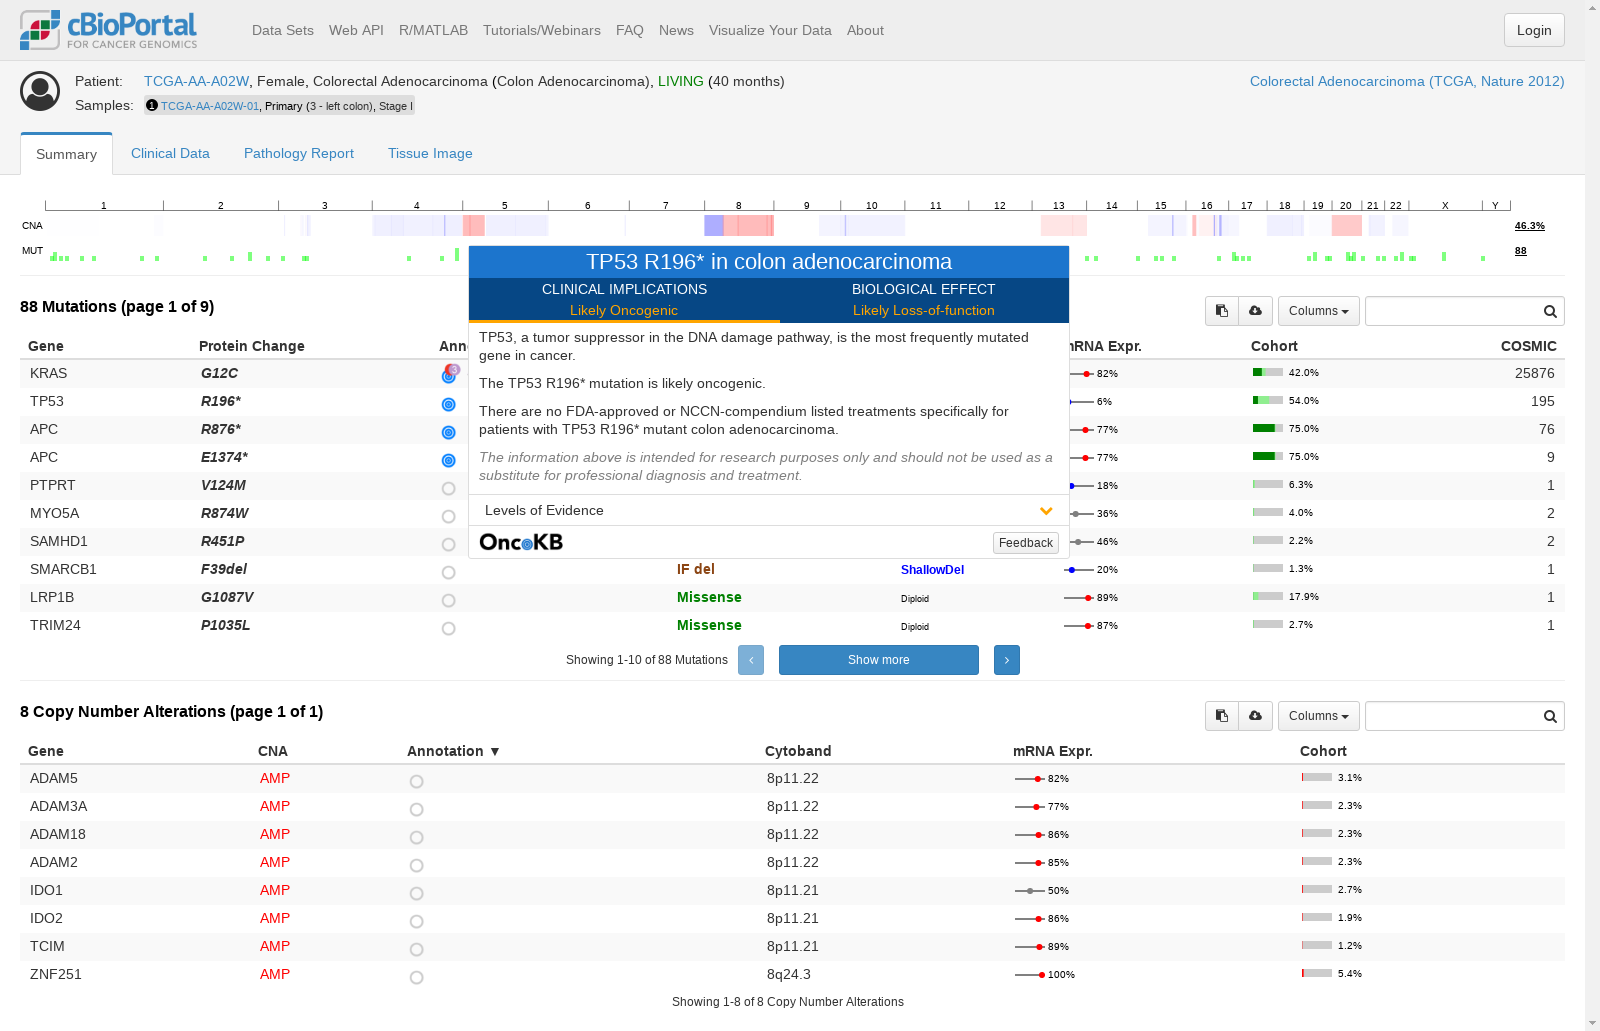 cBioPortal
FOR CANCER GENOMICS
Data Sets Web API R/MATLAB Tutorials/Webinars FAQ News Visualize Your Data About
Login
Patient: TCGA-AA-A02W, Female, Colorectal Adenocarcinoma (Colon Adenocarcinoma), LIVING (40 months)
Colorectal Adenocarcinoma (TCGA, Nature 2012)
Samples: 1 TCGA-AA-A02W-01, Primary (3 - left colon), Stage I
Summary Clinical Data Pathology Report Tissue Image
1 2 3 4 5 6 7 8 9 10 11 12 13 14 15 16 17 18 19 20 21 22 X Y
CNA 46.3%
MUT 88
TP53 R196* in colon adenocarcinoma
CLINICAL IMPLICATIONS BIOLOGICAL EFFECT
Likely Oncogenic Likely Loss-of-function
TP53, a tumor suppressor in the DNA damage pathway, is the most frequently mutated
gene in cancer.
The TP53 R196* mutation is likely oncogenic.
There are no FDA-approved or NCCN-compendium listed treatments specifically for
patients with TP53 R196* mutant colon adenocarcinoma.
The information above is intended for research purposes only and should not be used as a
substitute for professional diagnosis and treatment.
Levels of Evidence
OncoKB Feedback
88 Mutations (page 1 of 9) Columns
Gene Protein Change Ann mRNA Expr. Cohort COSMIC
KRAS G12C 3 82% 42.0% 25876
TP53 R196* 6% 54.0% 195
APC R876* 77% 75.0% 76
APC E1374* 77% 75.0% 9
PTPRT V124M 18% 6.3% 1
MYO5A R874W 36% 4.0% 2
SAMHD1 R451P 46% 2.2% 2
SMARCB1 F39del IF del ShallowDel 20% 1.3% 1
LRP1B G1087V Missense Diploid 89% 17.9% 1
TRIM24 P1035L Missense Diploid 87% 2.7% 1
Showing 1-10 of 88 Mutations ‹ Show more ›
8 Copy Number Alterations (page 1 of 1) Columns
Gene CNA Annotation ▼ Cytoband mRNA Expr. Cohort
ADAM5 AMP 8p11.22 82% 3.1%
ADAM3A AMP 8p11.22 77% 2.3%
ADAM18 AMP 8p11.22 86% 2.3%
ADAM2 AMP 8p11.22 85% 2.3%
IDO1 AMP 8p11.21 50% 2.7%
IDO2 AMP 8p11.21 86% 1.9%
TCIM AMP 8p11.21 89% 1.2%
ZNF251 AMP 8q24.3 100% 5.4%
Showing 1-8 of 8 Copy Number Alterations